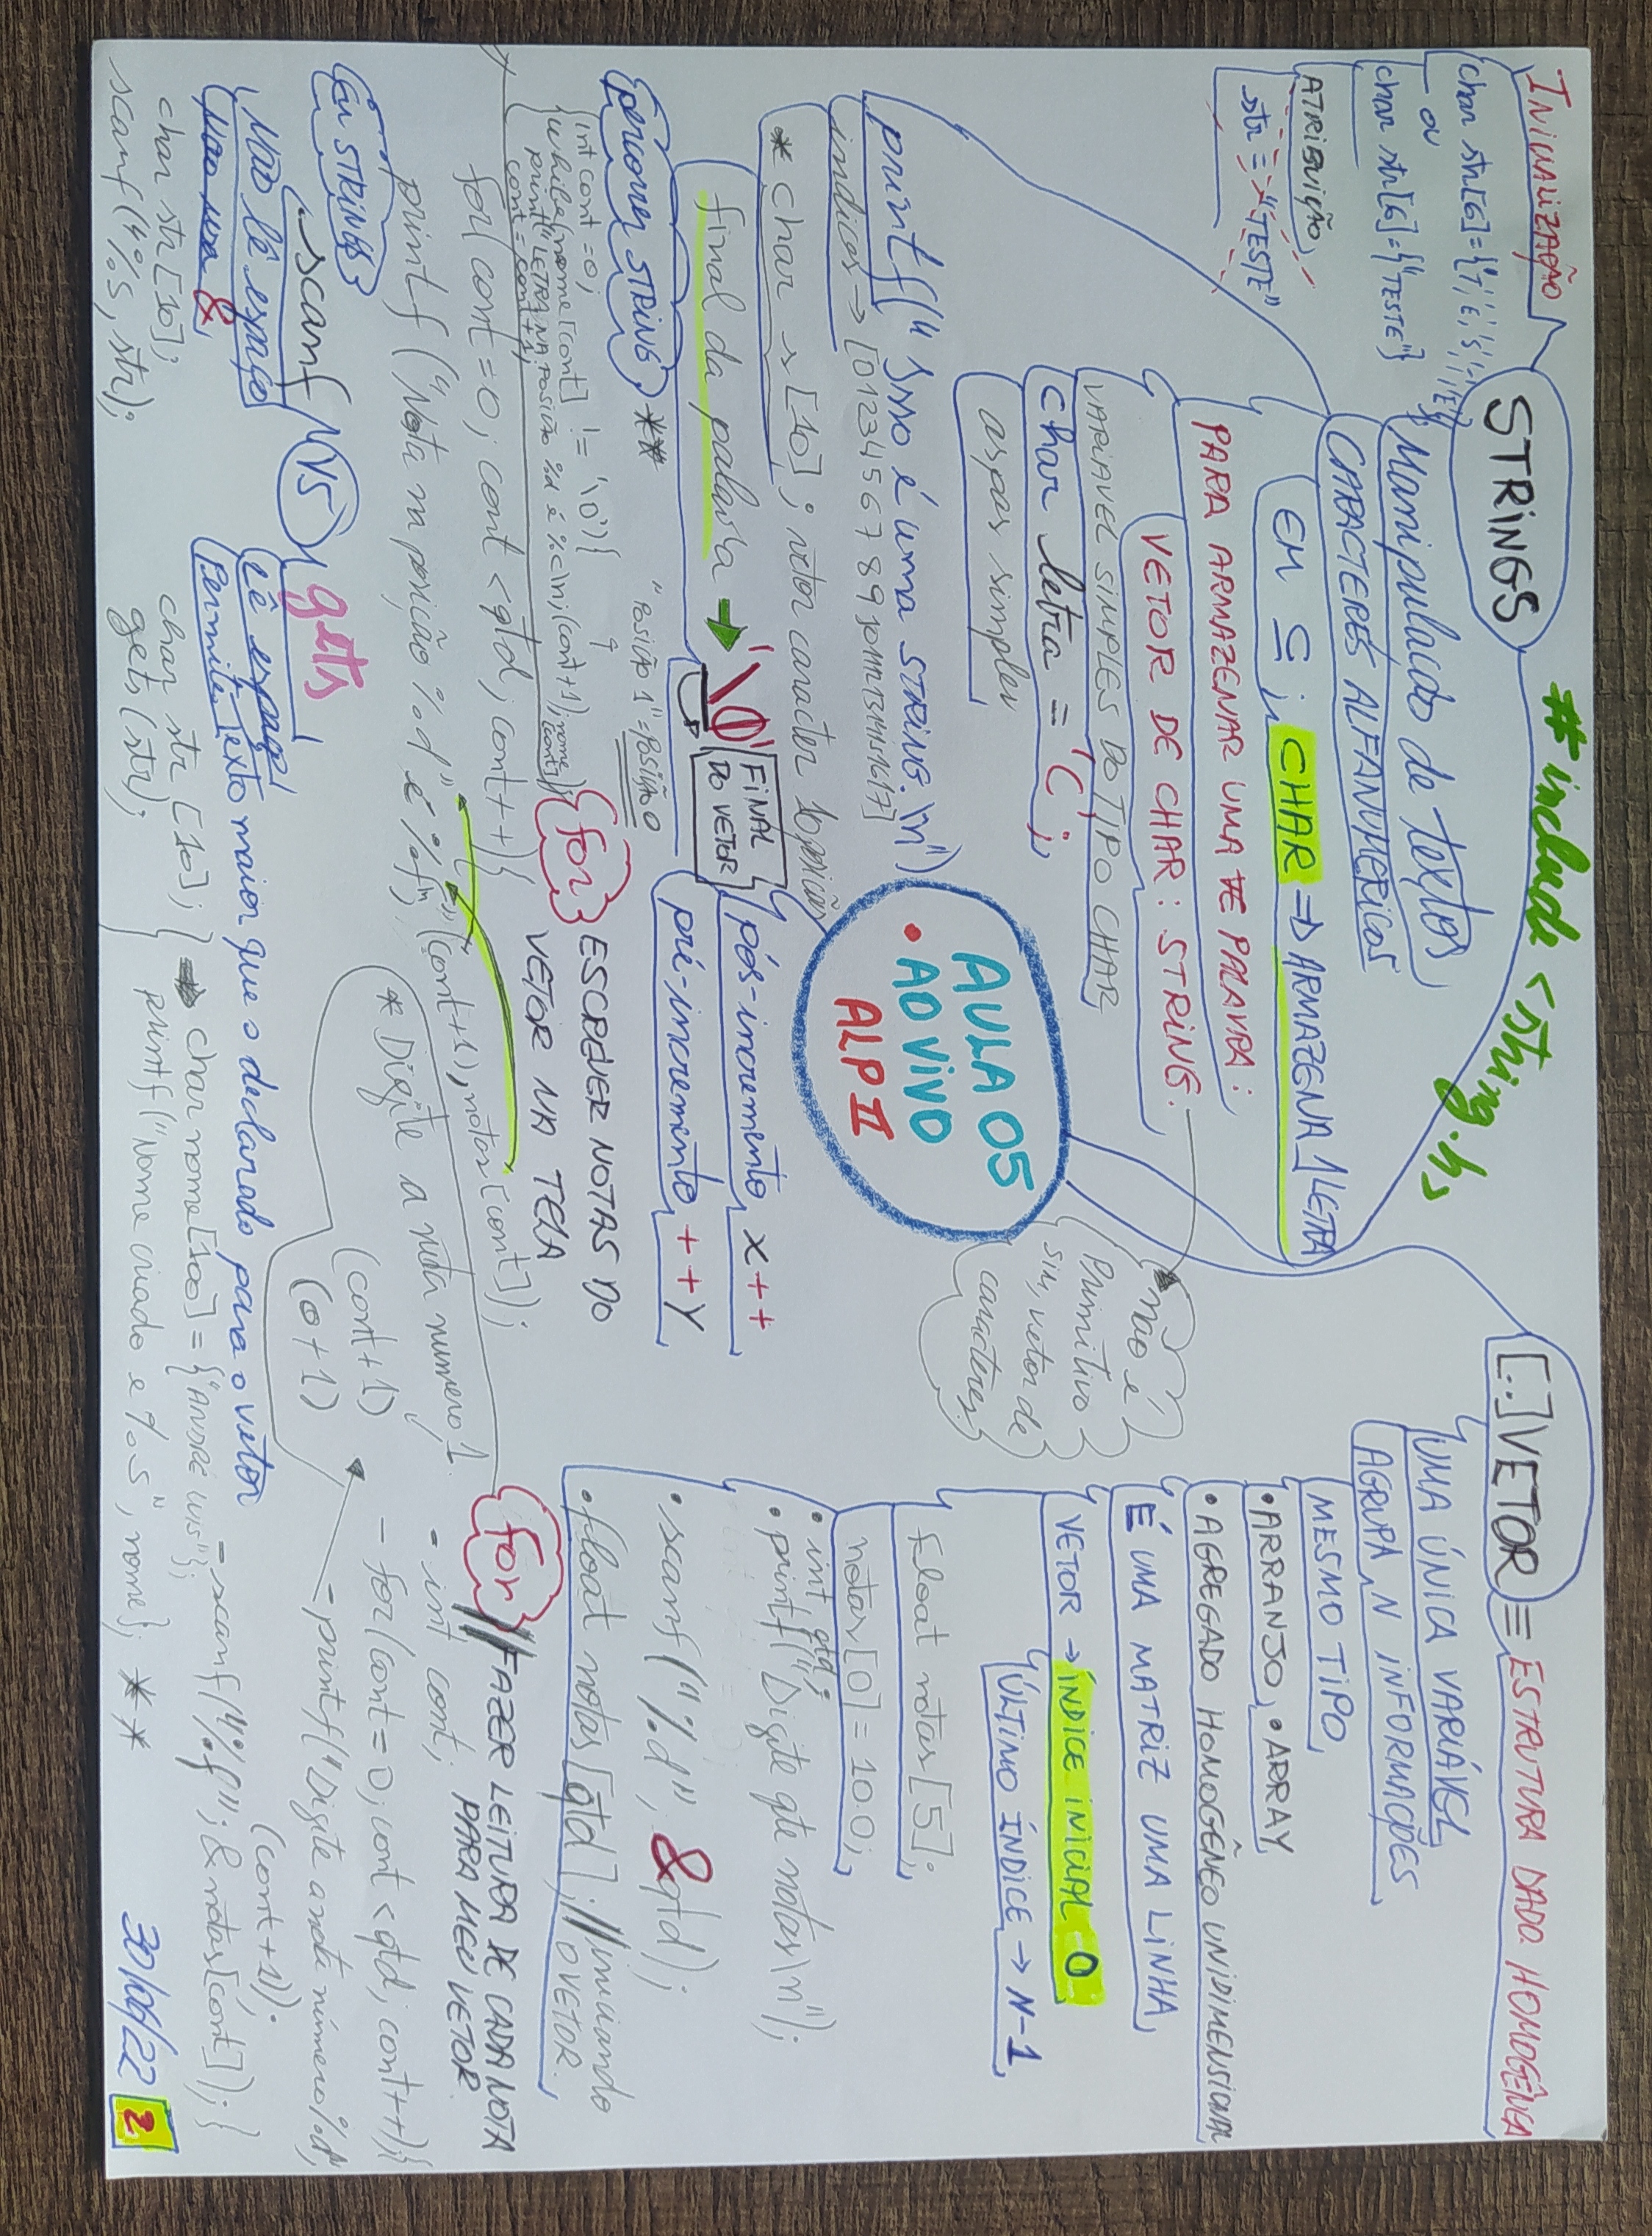 INICIALIZAÇÃO
char str[6]={'T','E','S','T','E'}
OU
char str[6]={"TESTE"}
ATRIBUIÇÃO
str = "TESTE"
STRINGS
#include <string.h>
Manipulação de textos
CARACTERES ALFANUMERICOS
EM C; CHAR => ARMAZENA 1 LETRA
PARA ARMAZENAR UMA PALAVRA:
VETOR DE CHAR: STRING.
não é
Primitivo
SIM, vetor de
caracteres.
VARIAVEL SIMPLES DO TIPO CHAR
char letra = 'C';
aspas simples
printf(" Isso é uma STRING.\n")
indices → [0 1 2 3 4 5 6 7 8 9 10 11 12 13 14 15 16 17]
* char s[10]; vetor caracter 10 posição
final da palavra → '\0' FINAL
DO VETOR
AULA 05
• AO VIVO
ALP II
pós-incremento x++
pré-incremento ++y
percorrer STRING **
"POSIÇÃO 1"=POSIÇÃO 0
int cont =0;
while(nome[cont] != '\0'){
print"LETRA NA POSIÇÃO %d é %c\n;(cont+1);nome
[cont]);
cont = cont+1;
for ESCREVER NOTAS DO
VETOR NA TELA
for(cont=0; cont <qtd; cont++){
printf ("Nota na posição %d" é %f\n" (cont+1), notas[cont]);
* Digite a nota numero 1
(cont+1)
(0+1)
EM STRINGS
scanf VS gets
NÃO lê espaço
Não usa &
char str[10];
scanf("%s, str);
Lê espaço
Permite Texto maior que o declarado para o vetor
char str [10];
gets (str);
⇒ char nome[100] = {"ANDRÉ LUIS"};
printf("Nome criado e %s", nome}; **
[..]VETOR ≡ ESTRUTURA DADO HOMOGÊNEA
UMA ÚNICA VARIÁVEL
AGRUPA N INFORMAÇÕES
MESMO TIPO
• ARRANJO, • ARRAY
• AGREGADO HOMOGÊNEO UNIDIMENSIONAL
É UMA MATRIZ UMA LINHA
VETOR → ÍNDICE INICIAL 0
ÚLTIMO ÍNDICE → N-1
float notas[5];
notas[0] = 10.0;
• int qtd;
• printf("Digite qte notas\n");
• scanf("%d", &qtd);
• float notas[qtd]; //iniciando
O VETOR.
for //FAZER LEITURA DE CADA NOTA
PARA MEU VETOR
- int cont;
- for(cont=0; cont <qtd; cont++);{
- printf("Digite a nota número %d",
(cont+1));
- scanf("%f"; & notas[cont]); }
30/06/22 2